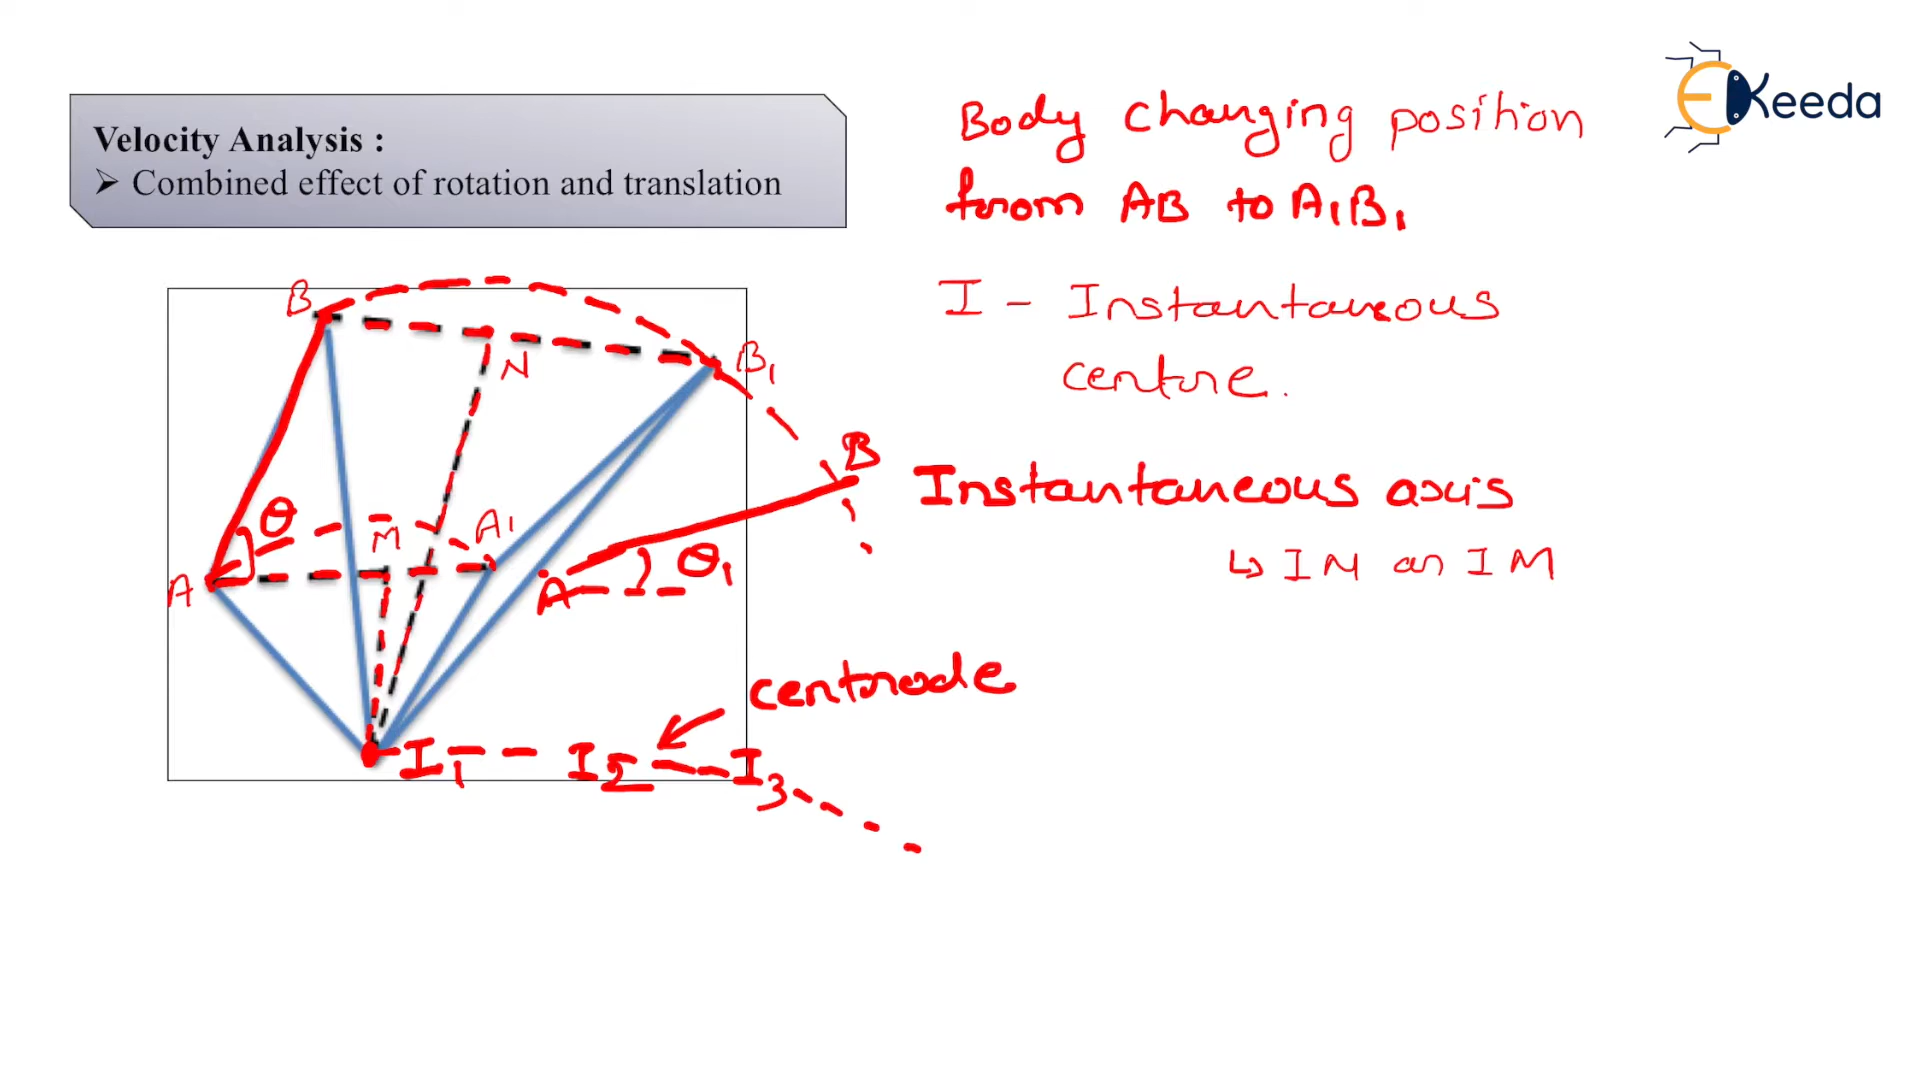 Keeda
Velocity Analysis :
➢ Combined effect of rotation and translation
Body changing position
from AB to A₁B₁
I - Instantaneous
centre.
Instantaneous axis
↳ IN or IM
B
N
B₁
B
θ
M
A₁
A
A
θ₁
centrode
I₁ I₂ I₃